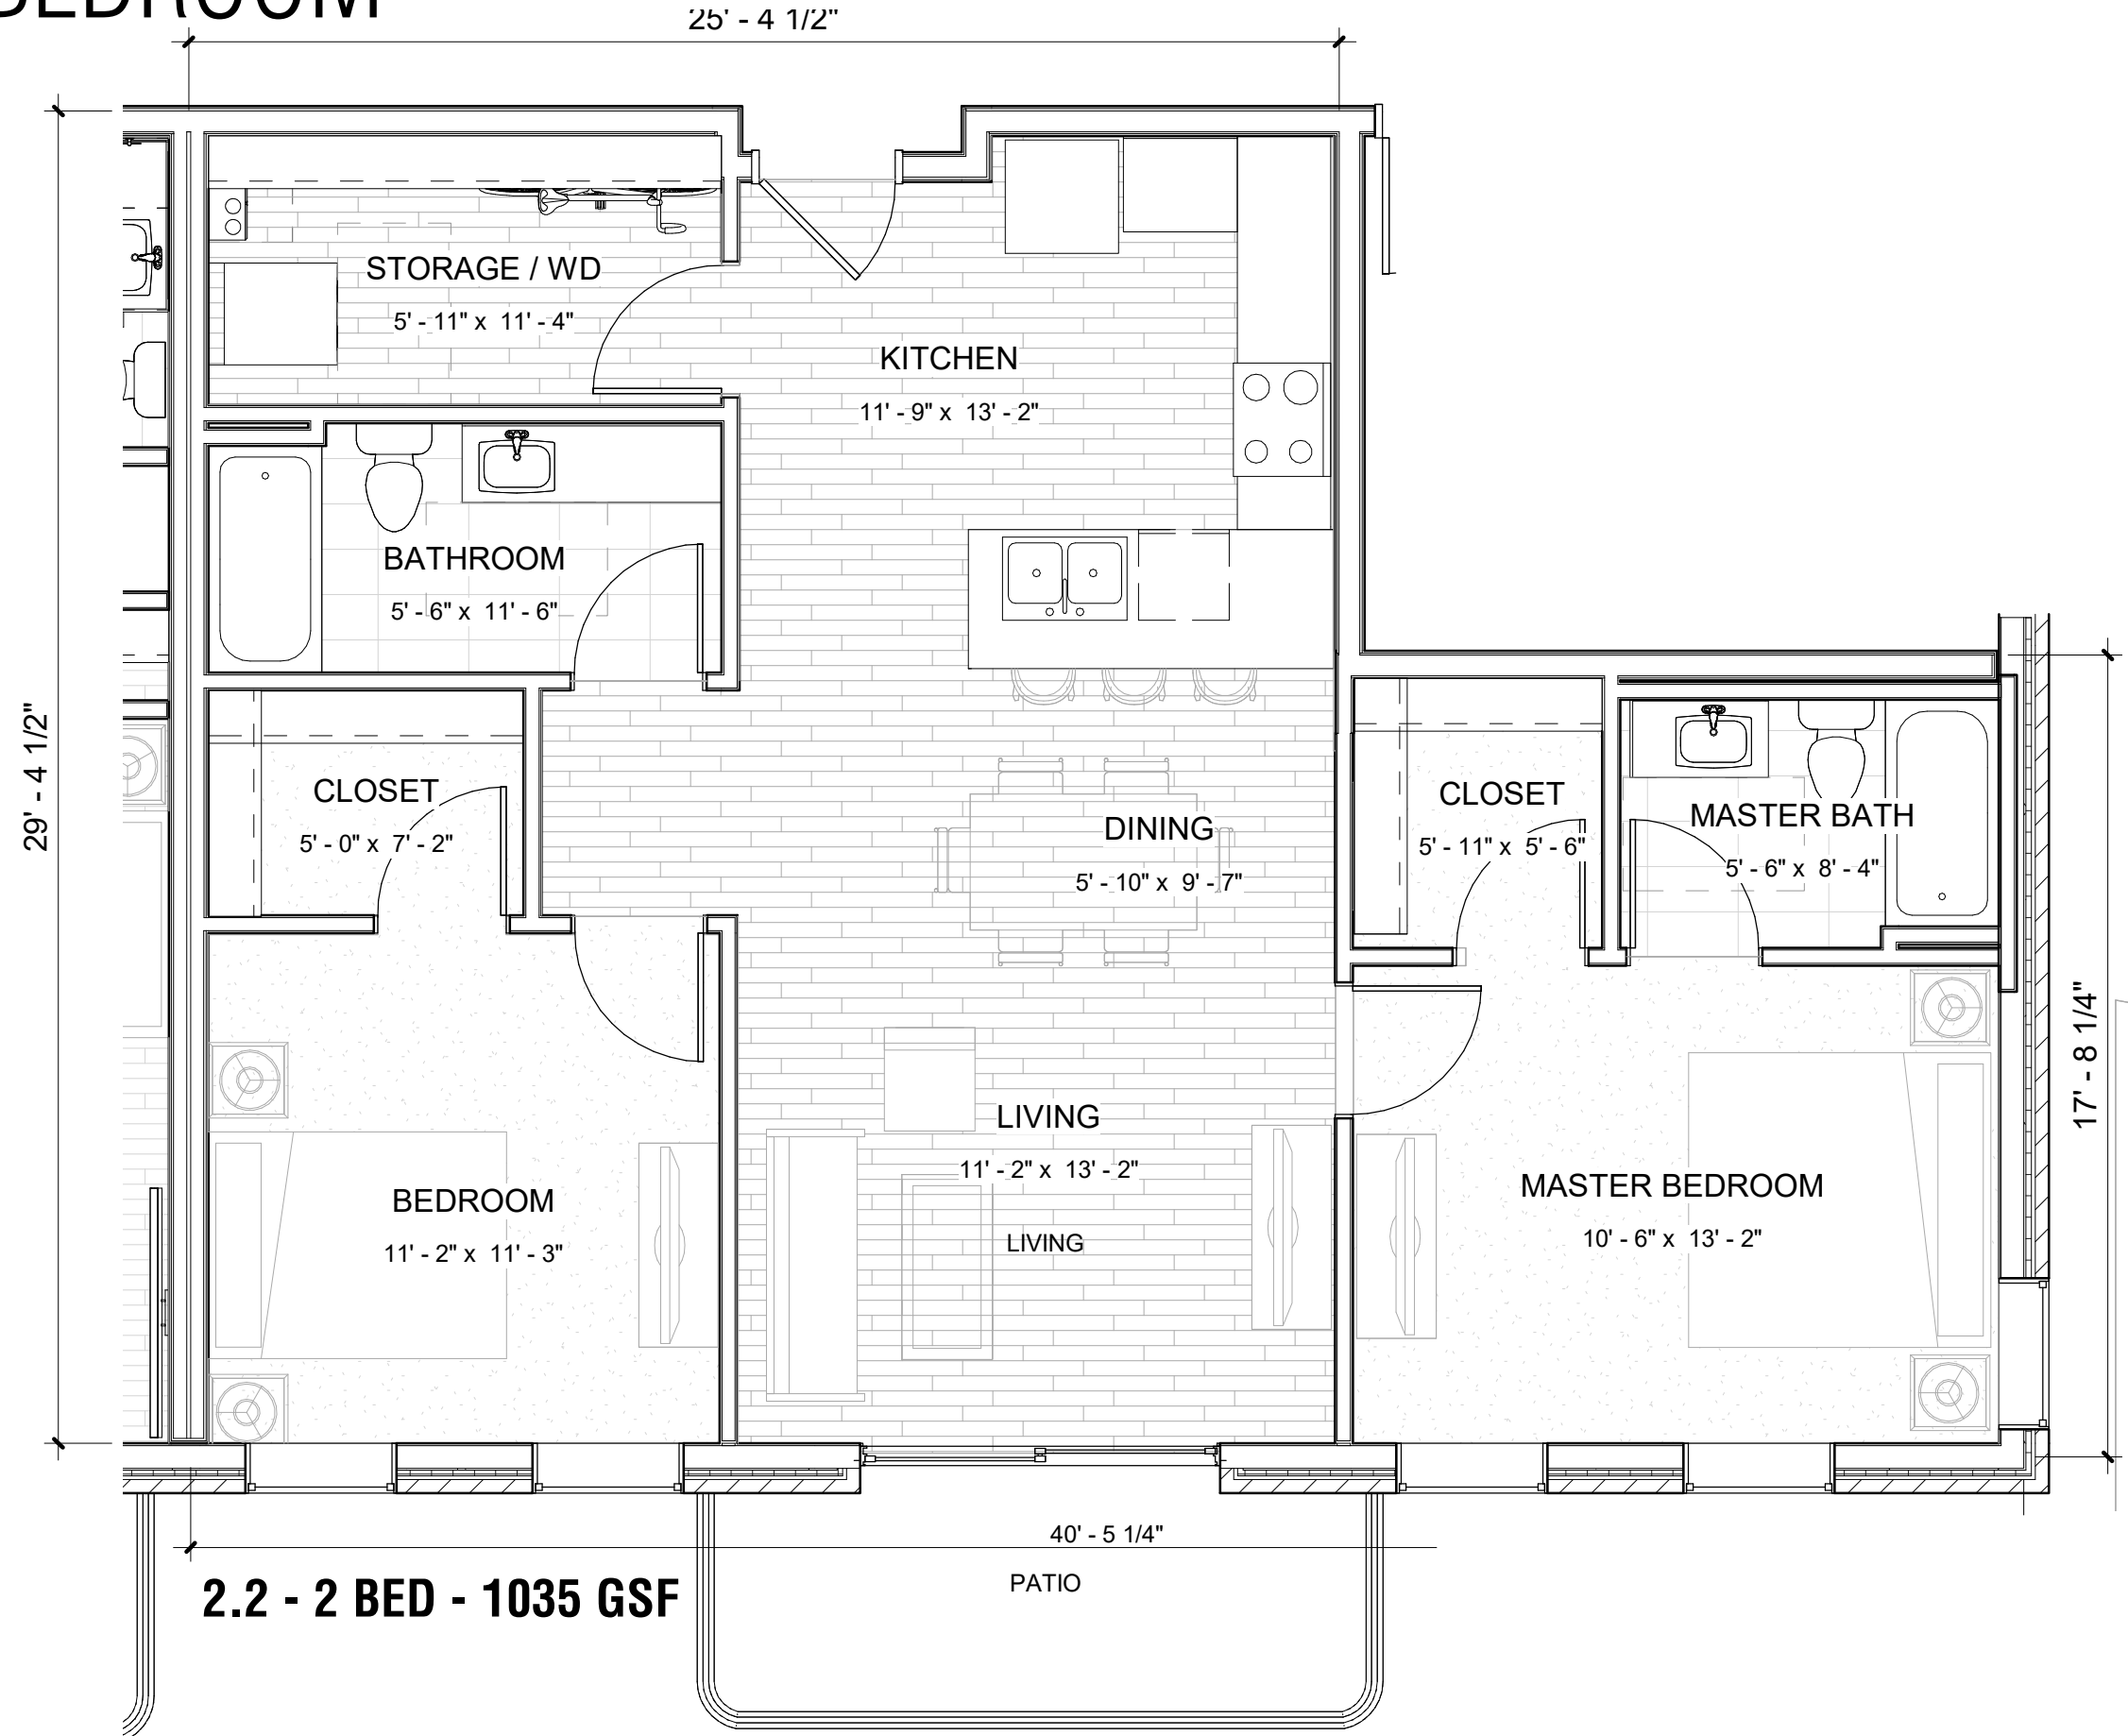 BEDROOM
25' - 4 1/2"
STORAGE / WD
5' - 11" x 11' - 4"
KITCHEN
11' - 9" x 13' - 2"
BATHROOM
5' - 6" x 11' - 6"
29' - 4 1/2"
CLOSET
5' - 0" x 7' - 2"
DINING
5' - 10" x 9' - 7"
CLOSET
5' - 11" x 5' - 6"
MASTER BATH
5' - 6" x 8' - 4"
17' - 8 1/4"
BEDROOM
11' - 2" x 11' - 3"
LIVING
11' - 2" x 13' - 2"
LIVING
MASTER BEDROOM
10' - 6" x 13' - 2"
40' - 5 1/4"
PATIO
2.2 - 2 BED - 1035 GSF